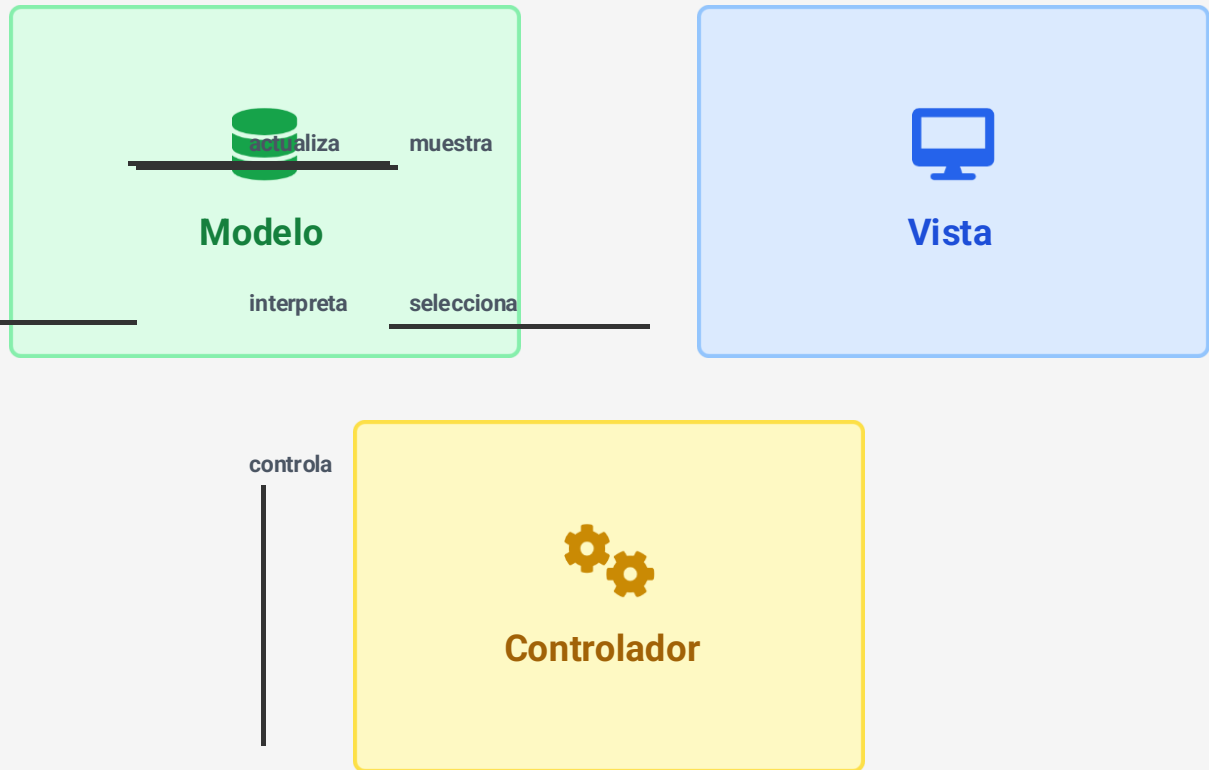 actualiza
muestra
Modelo
Vista
interpreta
selecciona
controla
Controlador